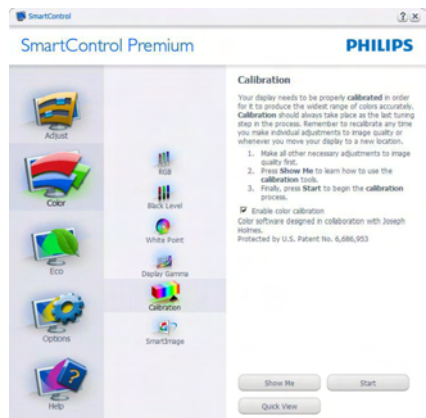 SmartControl
SmartControl Premium
PHILIPS
Adjust
Color
Eco
Options
Help
RGB
Black Level
White Point
Display Gamma
Calibration
SmartImage
Calibration
Your display needs to be properly calibrated in order
for it to produce the widest range of colors accurately.
Calibration should always take place as the last tuning
step in the process. Remember to recalibrate any time
you make individual adjustments to image quality or
whenever you move your display to a new location.
1. Make all other necessary adjustments to image
quality first.
2. Press Show Me to learn how to use the
calibration tools.
3. Finally, press Start to begin the calibration
process.
Enable color calibration
Color software designed in collaboration with Joseph
Holmes.
Protected by U.S. Patent No. 6,686,953
Show Me
Start
Quick View